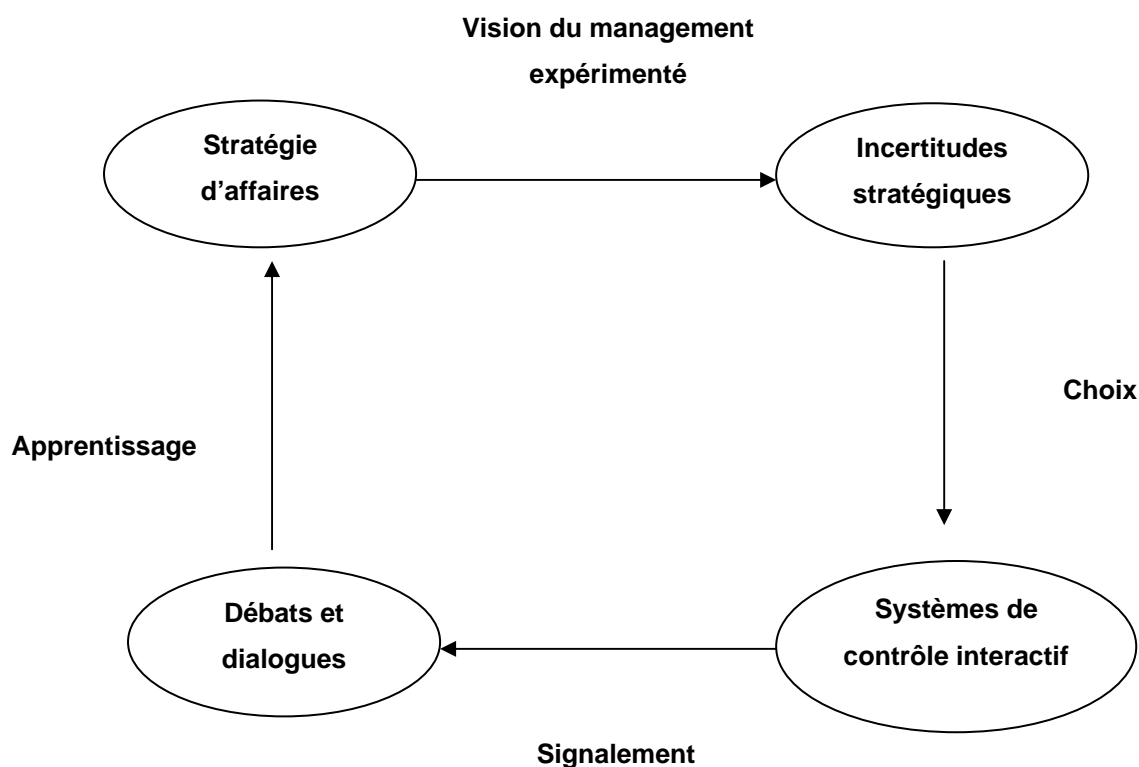 Vision du management
expérimenté
Stratégie
d’affaires
Incertitudes
stratégiques
Choix
Apprentissage
Débats et
dialogues
Systèmes de
contrôle interactif
Signalement